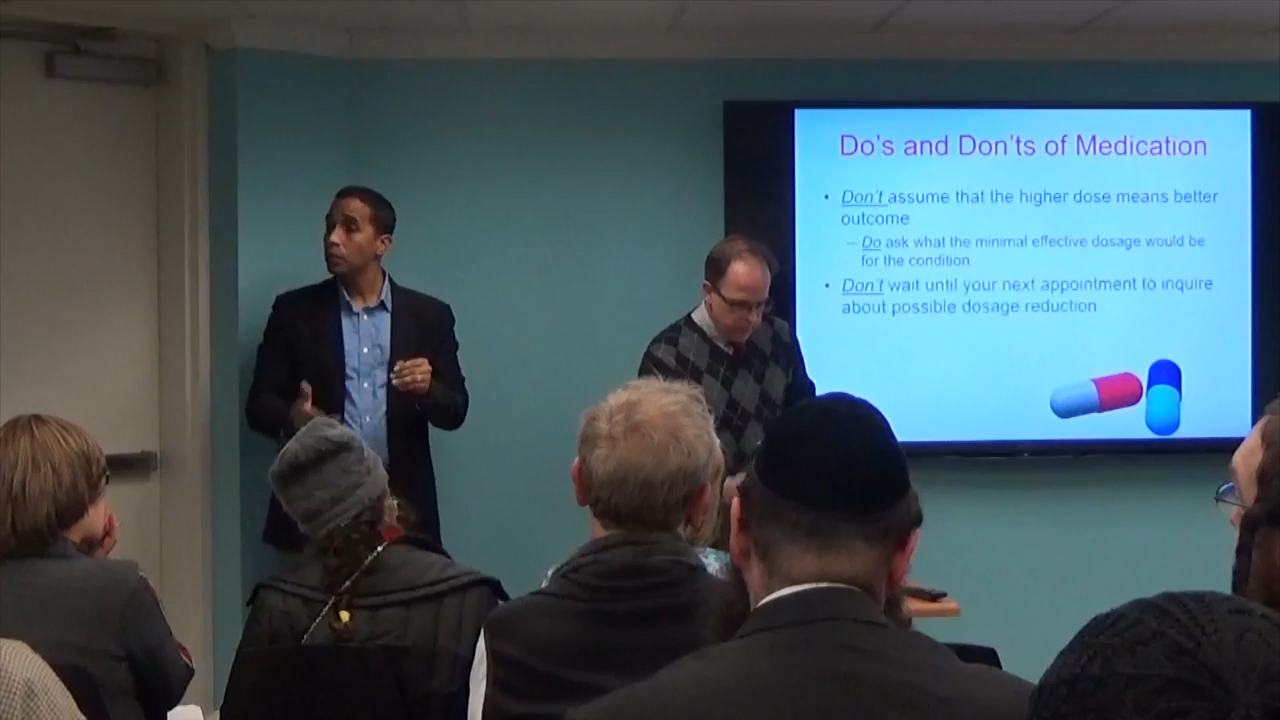 Do's and Don'ts of Medication
• Don't assume that the higher dose means better
outcome
– Do ask what the minimal effective dosage would be
for the condition
• Don't wait until your next appointment to inquire
about possible dosage reduction